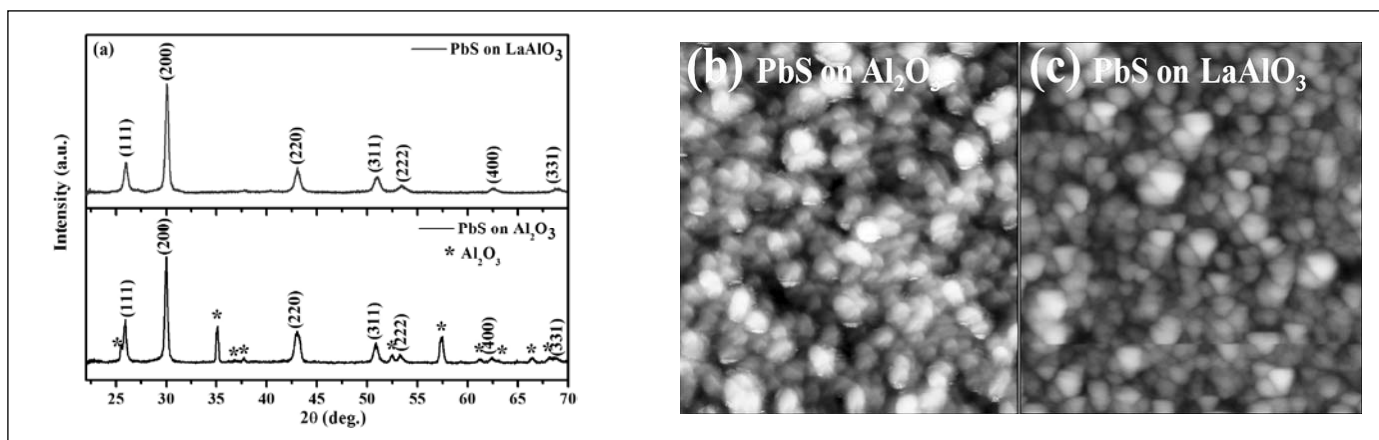 (a)
PbS on LaAlO₃
(111)
(200)
(220)
(311)
(222)
(400)
(331)
PbS on Al₂O₃
* Al₂O₃
*
(111)
(200)
*
*
*
(220)
(311)
*
(222)
*
*
(400)
*
*
*
(331)
Intensity (a.u.)
25 30 35 40 45 50 55 60 65 70
2θ (deg.)
(b) PbS on Al₂O₃
(c) PbS on LaAlO₃